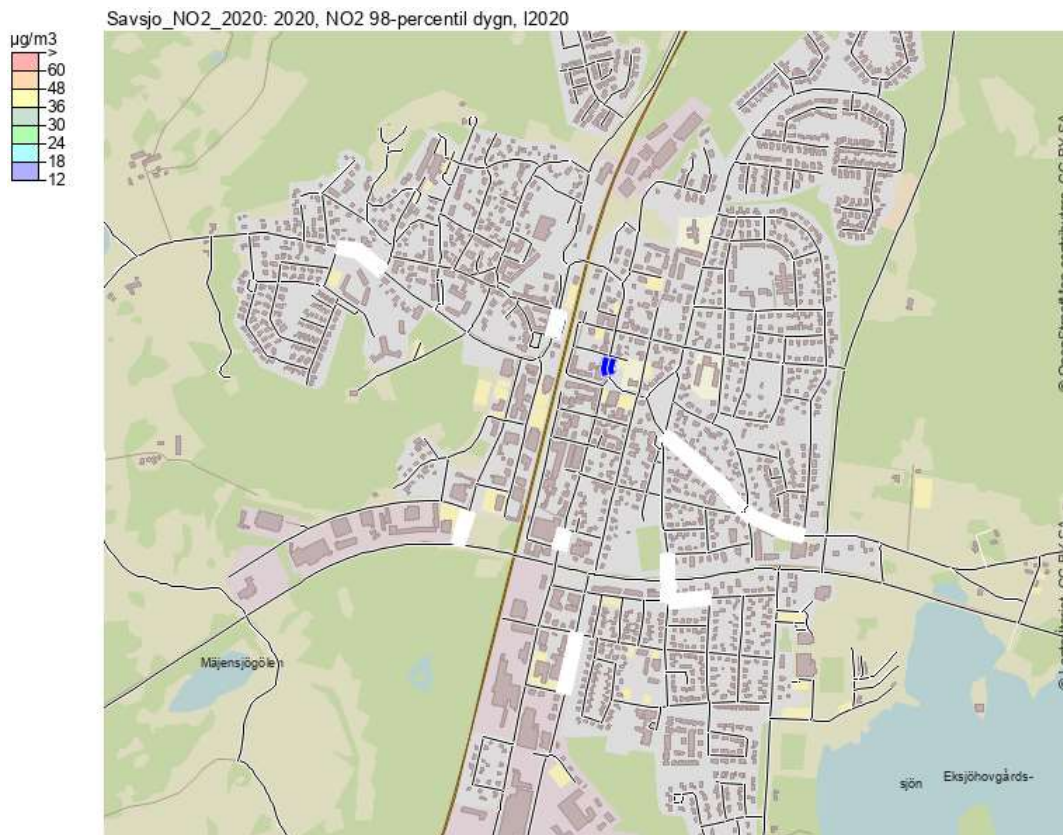 Savsjo_NO2_2020: 2020, NO2 98-percentil dygn, I2020
µg/m3
>
60
48
36
30
24
18
12
Mäjensjögölen
Eksjöhovgårds-
sjön